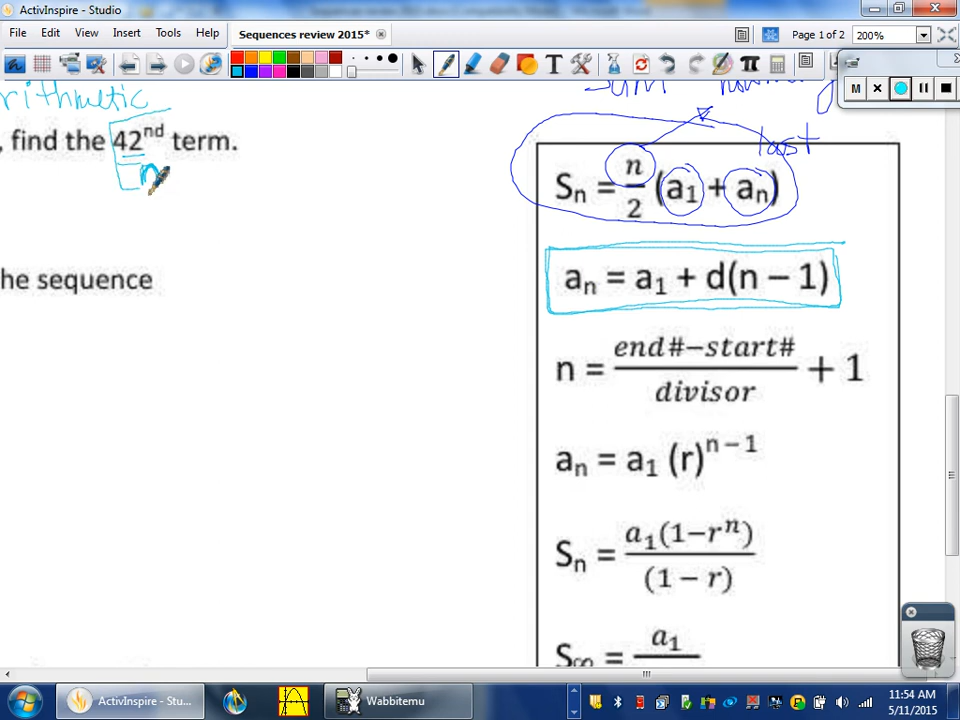 ActivInspire - Studio
File Edit View Insert Tools Help Sequences review 2015* Page 1 of 2 200%
rithmetic
, find the 42nd term.
n
he sequence
sum
last
Sn = n/2 (a1 + an)
an = a1 + d(n − 1)
n = end#−start#/divisor + 1
an = a1 (r)^n − 1
Sn = a1(1−r^n)/(1 − r)
S∞ = a1
ActivInspire - Stu...
Wabbitemu
11:54 AM
5/11/2015